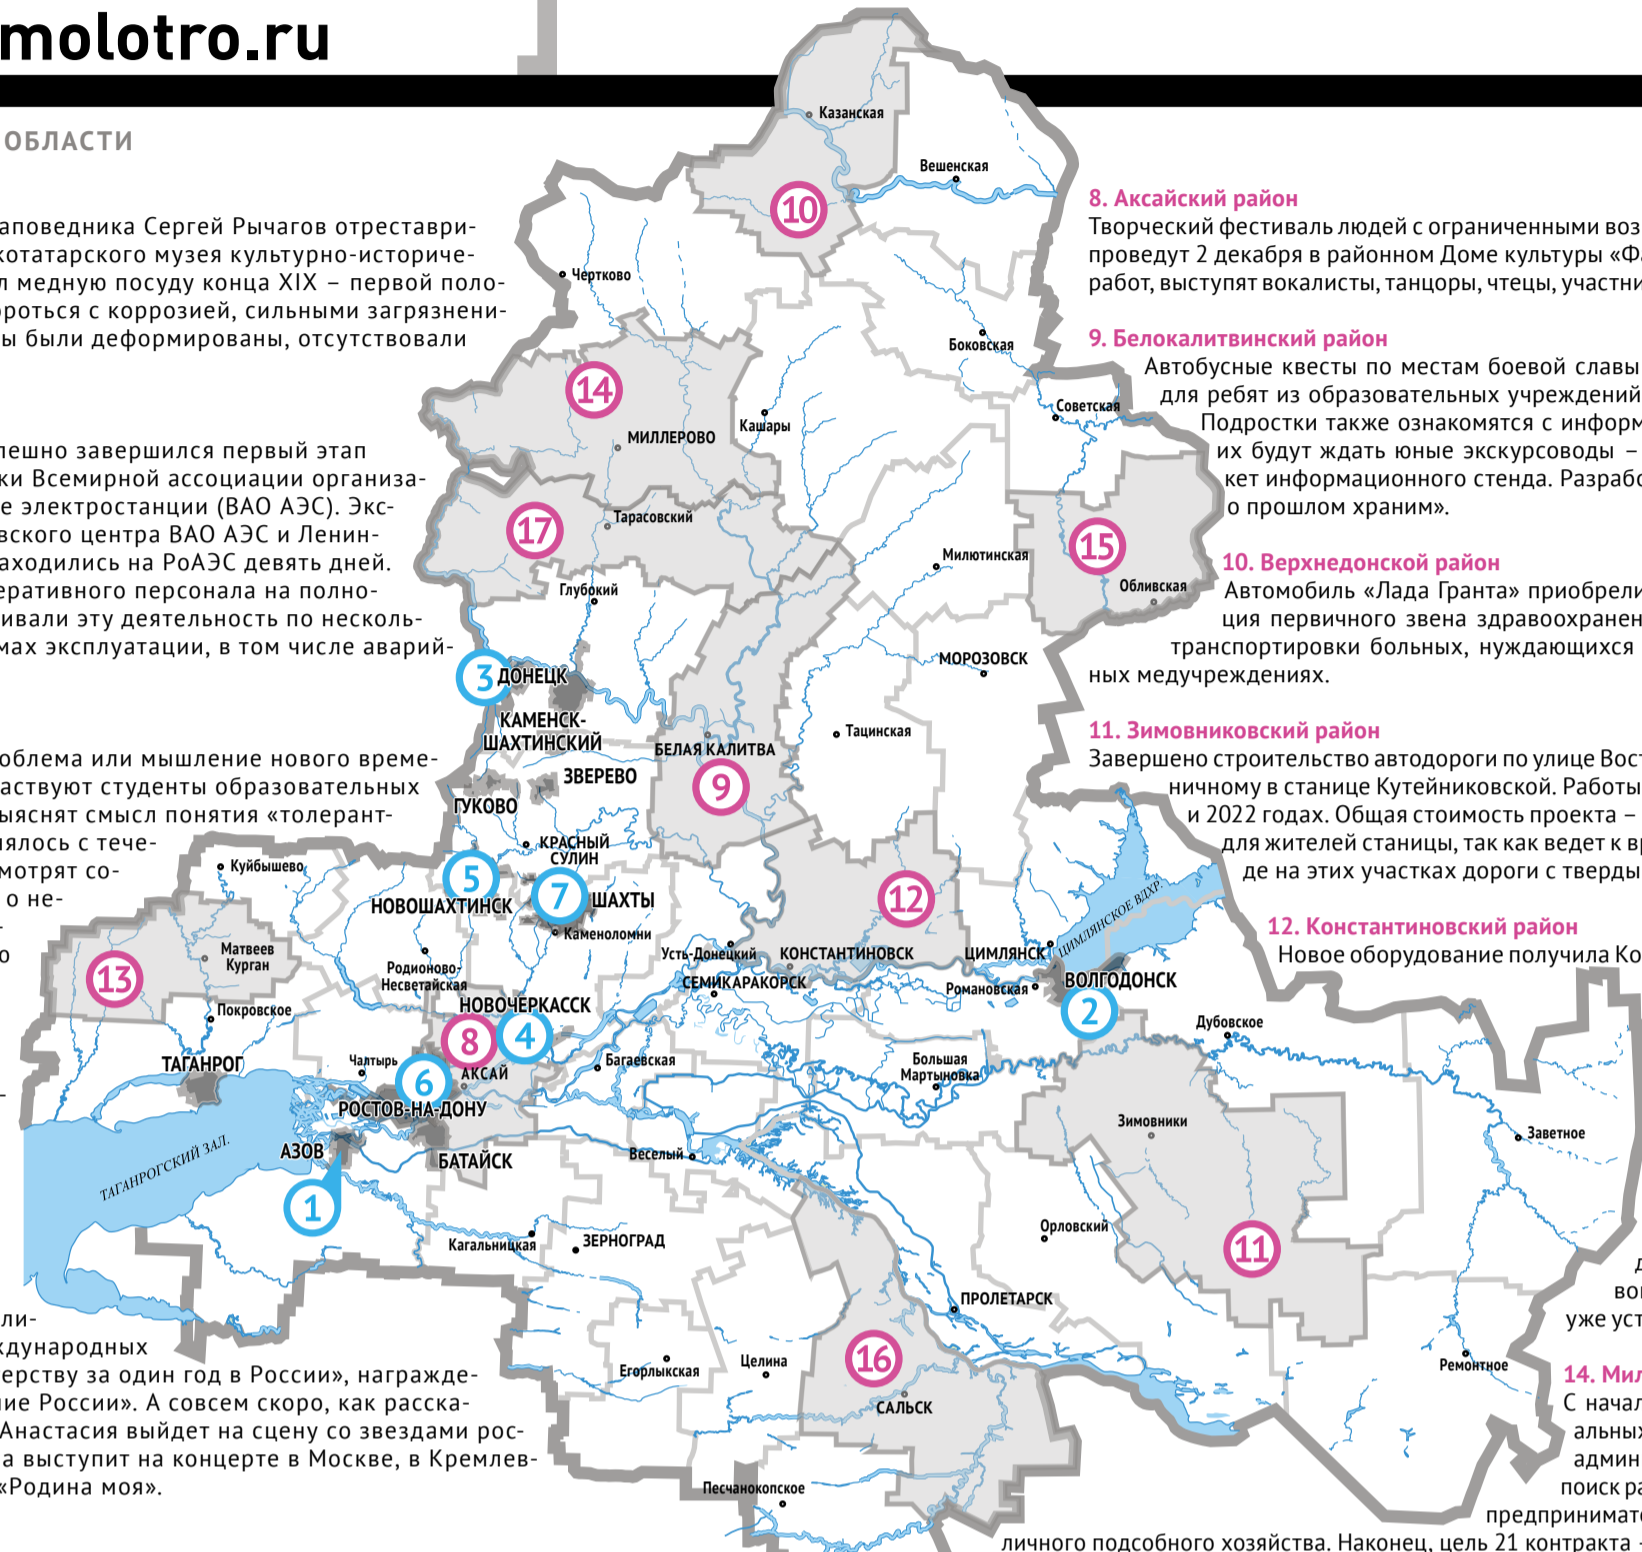 molotro.ru
ОБЛАСТИ
аповедника Сергей Рычагов отреставри-
котатарского музея культурно-историче-
л медную посуду конца XIX – первой поло-
ороться с коррозией, сильными загрязнени-
ы были деформированы, отсутствовали
пешно завершился первый этап
ки Всемирной ассоциации организа-
е электростанции (ВАО АЭС). Экс-
вского центра ВАО АЭС и Ленин-
аходились на РоАЭС девять дней.
еративного персонала на полно-
ивали эту деятельность по несколь-
мах эксплуатации, в том числе аварий-
облема или мышление нового време-
аствуют студенты образовательных
ыяснят смысл понятия «толерант-
нялось с тече-
мотрят со-
о не-
-
о
-
ли-
ждународных
ерству за один год в России», награжде-
ие России». А совсем скоро, как расска-
Анастасия выйдет на сцену со звездами рос-
а выступит на концерте в Москве, в Кремлев-
«Родина моя».
Казанская
Вешенская
10
Чертково
Боковская
14
МИЛЛЕРОВО
Кашары
Советская
17
Тарасовский
Милютинская
15
Обливская
Глубокий
3
ДОНЕЦК
МОРОЗОВСК
КАМЕНСК-
ШАХТИНСКИЙ
БЕЛАЯ КАЛИТВА
Тацинская
ЗВЕРЕВО
9
ГУКОВО
КРАСНЫЙ
СУЛИН
Куйбышево
5
7
ШАХТЫ
12
НОВОШАХТИНСК
Каменоломни
ЦИМЛЯНСКОЕ ВДХР.
Матвеев
Курган
13
Родионово-
Несветайская
Усть-Донецкий
КОНСТАНТИНОВСК
ЦИМЛЯНСК
СЕМИКАРАКОРСК
Романовская
ВОЛГОДОНСК
2
НОВОЧЕРКАССК
Покровское
8
4
Дубовское
ТАГАНРОГ
Чалтырь
6
АКСАЙ
Багаевская
Большая
Мартыновка
РОСТОВ-НА-ДОНУ
Зимовники
Заветное
ТАГАНРОГСКИЙ ЗАЛ.
АЗОВ
БАТАЙСК
Веселый
1
Кагальницкая
ЗЕРНОГРАД
Орловский
11
ПРОЛЕТАРСК
16
Егорлыкская
Целина
Ремонтное
САЛЬСК
Песчанокопское
8. Аксайский район
Творческий фестиваль людей с ограниченными воз
проведут 2 декабря в районном Доме культуры «Фа
работ, выступят вокалисты, танцоры, чтецы, участни
9. Белокалитвинский район
Автобусные квесты по местам боевой славы
для ребят из образовательных учреждений
Подростки также ознакомятся с информ
их будут ждать юные экскурсоводы –
кет информационного стенда. Разрабо
о прошлом храним».
10. Верхнедонской район
Автомобиль «Лада Гранта» приобрели
ция первичного звена здравоохранен
транспортировки больных, нуждающихся
ных медучреждениях.
11. Зимовниковский район
Завершено строительство автодороги по улице Вост
ничному в станице Кутейниковской. Работы
и 2022 годах. Общая стоимость проекта –
для жителей станицы, так как ведет к вр
де на этих участках дороги с тверды
12. Константиновский район
Новое оборудование получила Ко
д
вог
уже уст
14. Мил
С начал
альных
админ
поиск ра
предпринимате
личного подсобного хозяйства. Наконец, цель 21 контракта –